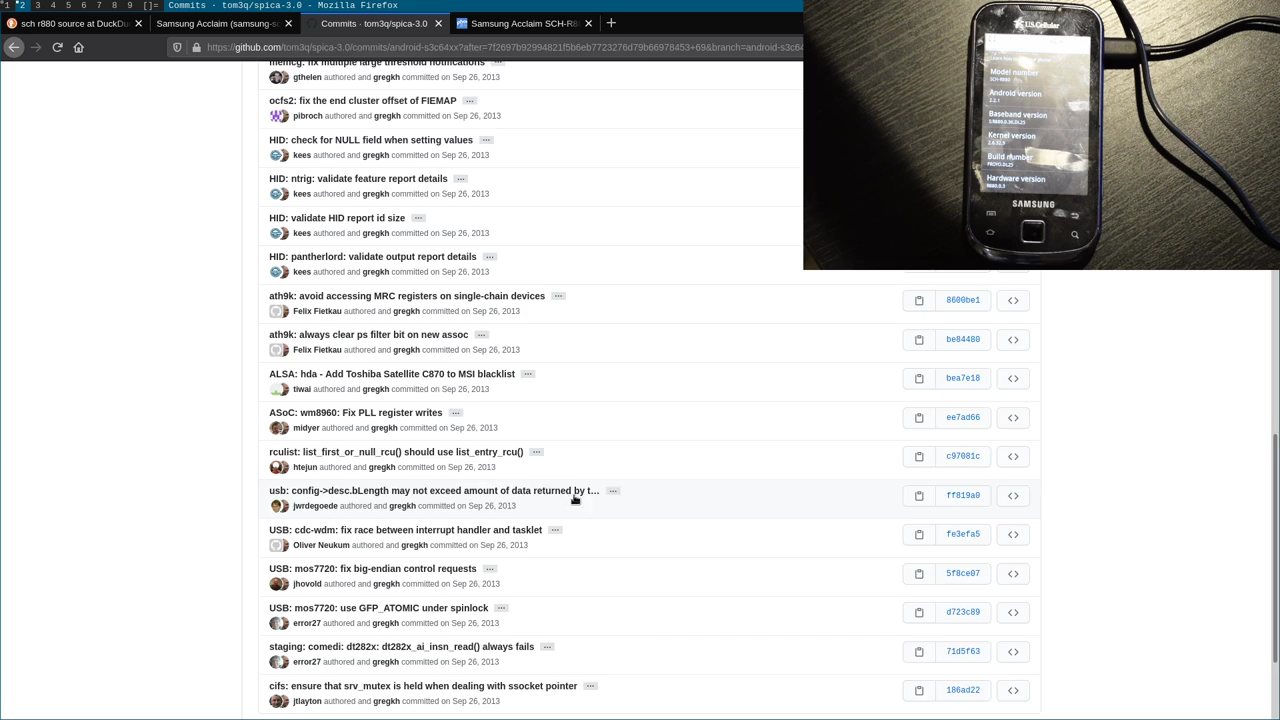 1 2 3 4 5 6 7 8 9 []= Commits · tom3q/spica-3.0 - Mozilla Firefox
sch r880 source at DuckDu
Samsung Acclaim (samsung-s
Commits · tom3q/spica-3.0
Samsung Acclaim SCH-R8
https://github.com/tom3q/spica-3.0/commits/android-s3c64xx?after=7f2697b92994821f5b6eb7723276d79b66978453+69&branch=android-s3c64
memcg: fix multiple large threshold notifications
gthelen authored and gregkh committed on Sep 26, 2013
ocfs2: fix the end cluster offset of FIEMAP
pibroch authored and gregkh committed on Sep 26, 2013
HID: check for NULL field when setting values
kees authored and gregkh committed on Sep 26, 2013
HID: ntrig: validate feature report details
kees authored and gregkh committed on Sep 26, 2013
HID: validate HID report id size
kees authored and gregkh committed on Sep 26, 2013
HID: pantherlord: validate output report details
kees authored and gregkh committed on Sep 26, 2013
ath9k: avoid accessing MRC registers on single-chain devices
8600be1
Felix Fietkau authored and gregkh committed on Sep 26, 2013
ath9k: always clear ps filter bit on new assoc
be84480
Felix Fietkau authored and gregkh committed on Sep 26, 2013
ALSA: hda - Add Toshiba Satellite C870 to MSI blacklist
bea7e18
tiwai authored and gregkh committed on Sep 26, 2013
ASoC: wm8960: Fix PLL register writes
ee7ad66
midyer authored and gregkh committed on Sep 26, 2013
rculist: list_first_or_null_rcu() should use list_entry_rcu()
c97081c
htejun authored and gregkh committed on Sep 26, 2013
usb: config->desc.bLength may not exceed amount of data returned by t…
ff819a0
jwrdegoede authored and gregkh committed on Sep 26, 2013
USB: cdc-wdm: fix race between interrupt handler and tasklet
fe3efa5
Oliver Neukum authored and gregkh committed on Sep 26, 2013
USB: mos7720: fix big-endian control requests
5f8ce07
jhovold authored and gregkh committed on Sep 26, 2013
USB: mos7720: use GFP_ATOMIC under spinlock
d723c89
error27 authored and gregkh committed on Sep 26, 2013
staging: comedi: dt282x: dt282x_ai_insn_read() always fails
71d5f63
error27 authored and gregkh committed on Sep 26, 2013
cifs: ensure that srv_mutex is held when dealing with ssocket pointer
186ad22
jtlayton authored and gregkh committed on Sep 26, 2013
U.S. Cellular
Model number
SCH-R880
Android version
2.2.1
Baseband version
S:R880.0.36.DL25
Kernel version
2.6.32.9
Build number
FROYO.DL25
Hardware version
R880.0.3
SAMSUNG